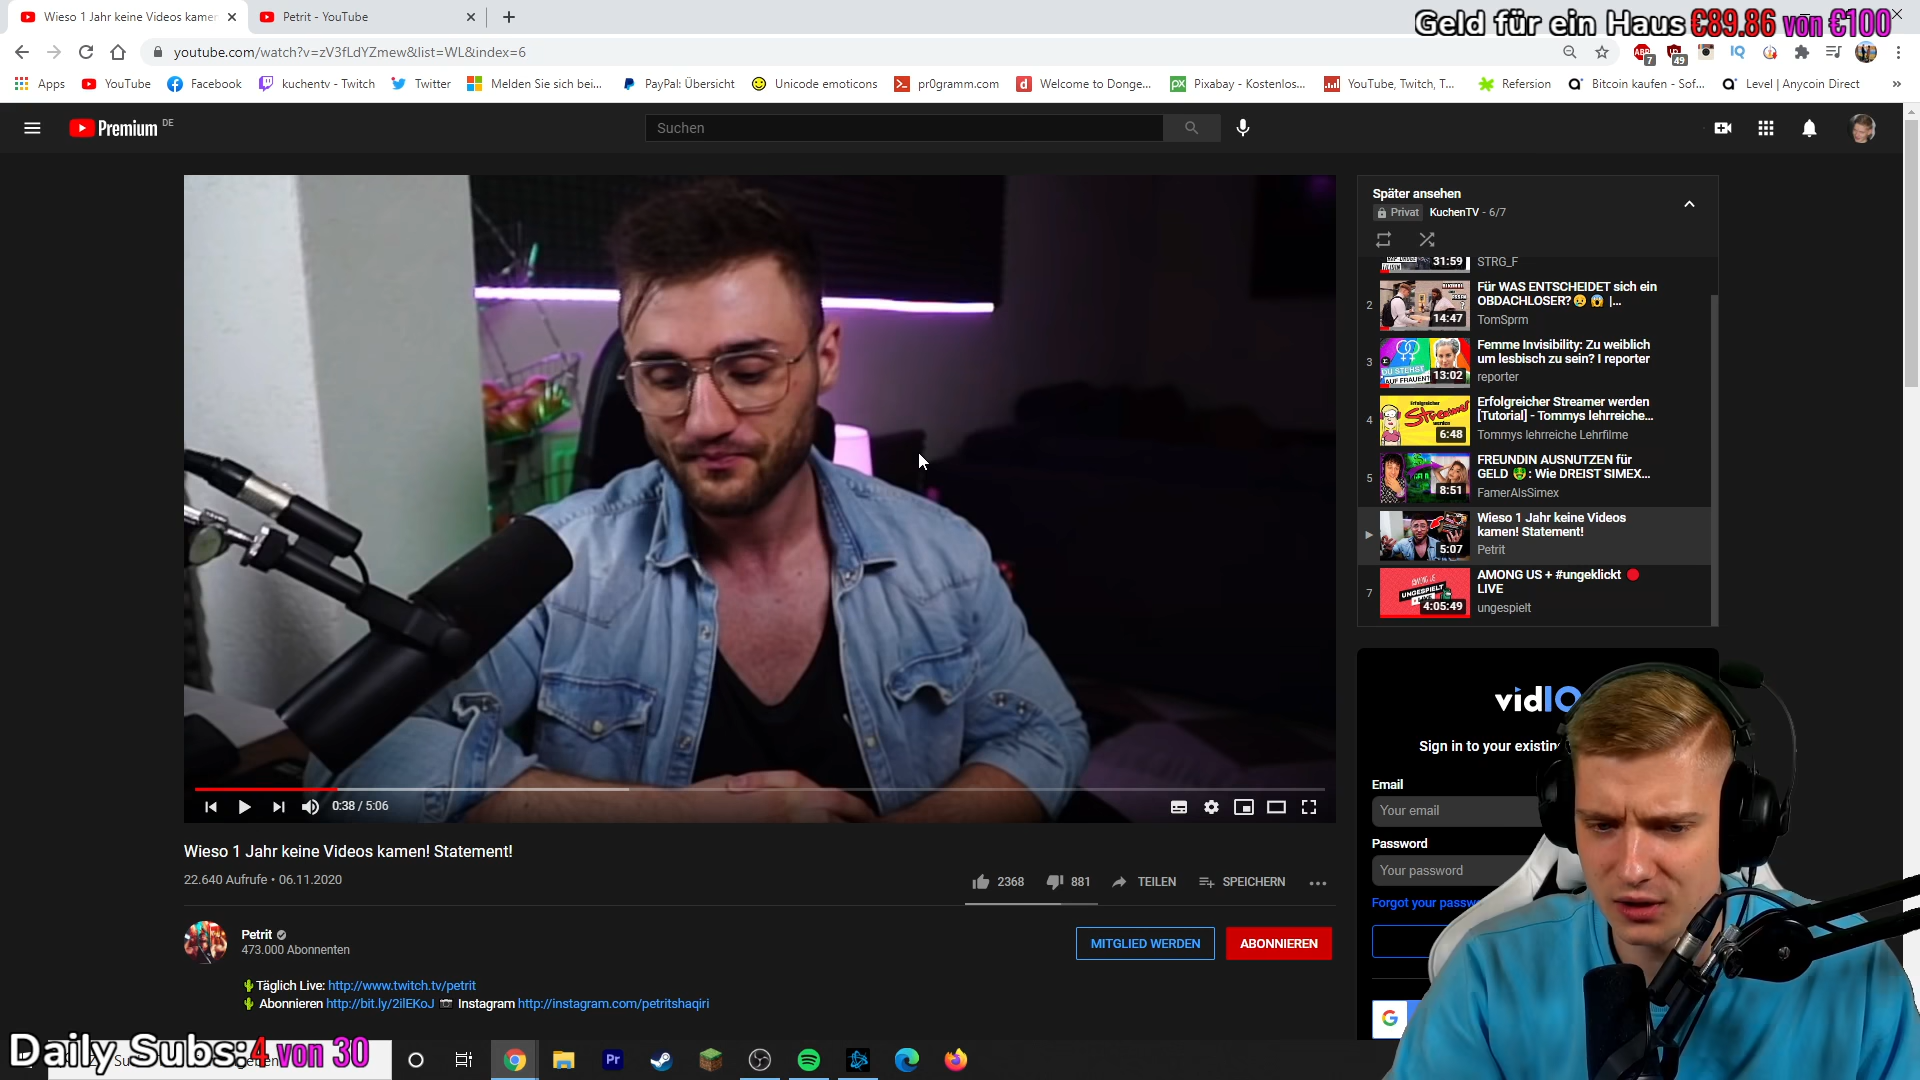 Wieso 1 Jahr keine Videos kamen
Petrit - YouTube
Geld für ein Haus €89.86 von €100
youtube.com/watch?v=zV3fLdYZmew&list=WL&index=6
7
49
Apps
YouTube
Facebook
kuchentv - Twitch
Twitter
Melden Sie sich bei...
PayPal: Übersicht
Unicode emoticons
pr0gramm.com
Welcome to Donge...
Pixabay - Kostenlos...
YouTube, Twitch, T...
Refersion
Bitcoin kaufen - Sof...
Level | Anycoin Direct
Premium DE
Suchen
Später ansehen
Privat KuchenTV - 6/7
31:59
STRG_F
2
14:47
Für WAS ENTSCHEIDET sich ein
OBDACHLOSER?😢 😱 |...
TomSprm
3
DU STEHST
AUF FRAUEN?
13:02
Femme Invisibility: Zu weiblich
um lesbisch zu sein? I reporter
reporter
4
6:48
Erfolgreicher Streamer werden
[Tutorial] - Tommys lehrreiche...
Tommys lehrreiche Lehrfilme
5
8:51
FREUNDIN AUSNUTZEN für
GELD 🤑: Wie DREIST SIMEX...
FamerAlsSimex
5:07
Wieso 1 Jahr keine Videos
kamen! Statement!
Petrit
7
UNGESPIELT
4:05:49
AMONG US + #ungeklickt 🔴
LIVE
ungespielt
0:38 / 5:06
Wieso 1 Jahr keine Videos kamen! Statement!
22.640 Aufrufe • 06.11.2020
2368
881
TEILEN
SPEICHERN
Petrit
473.000 Abonnenten
MITGLIED WERDEN
ABONNIEREN
🌵Täglich Live: http://www.twitch.tv/petrit
🌵 Abonnieren http://bit.ly/2ilEKoJ 📷 Instagram http://instagram.com/petritshaqiri
vidIQ
Sign in to your existin
Email
Your email
Password
Your password
Forgot your passw
Daily Subs: 4 von 30